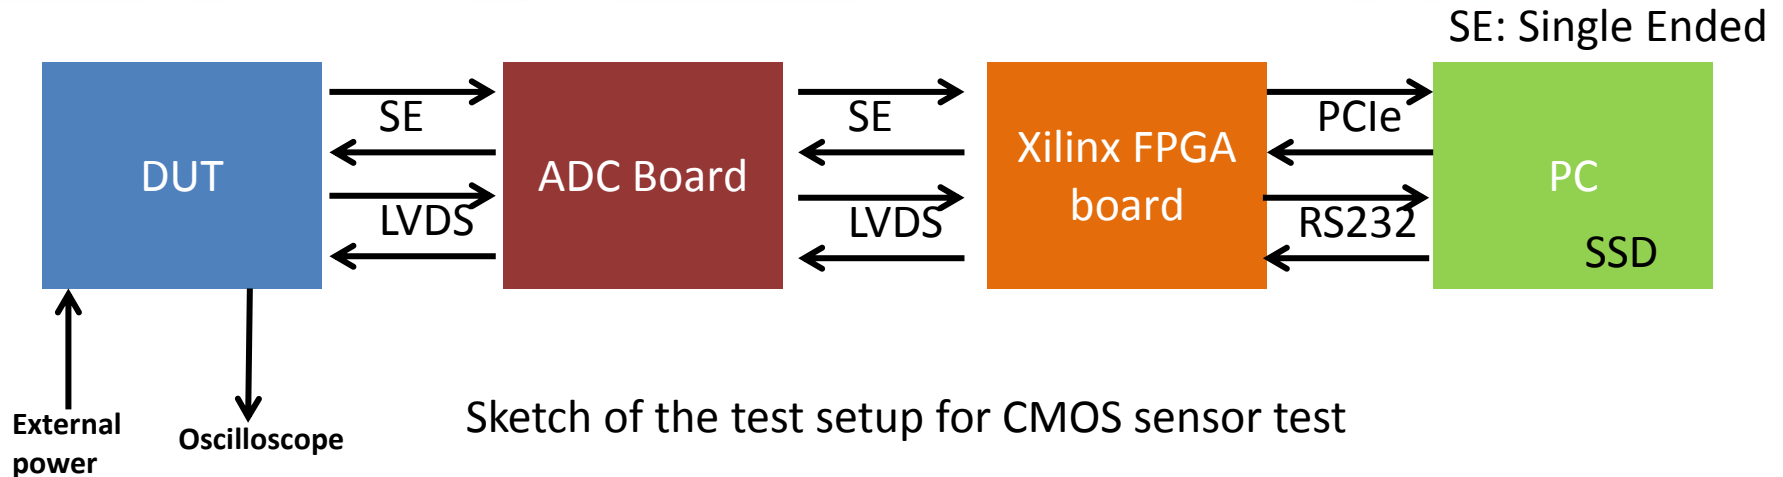 SE: Single Ended
DUT
SE
LVDS
ADC Board
SE
LVDS
Xilinx FPGA
board
PCIe
RS232
PC
SSD
External
power
Oscilloscope
Sketch of the test setup for CMOS sensor test